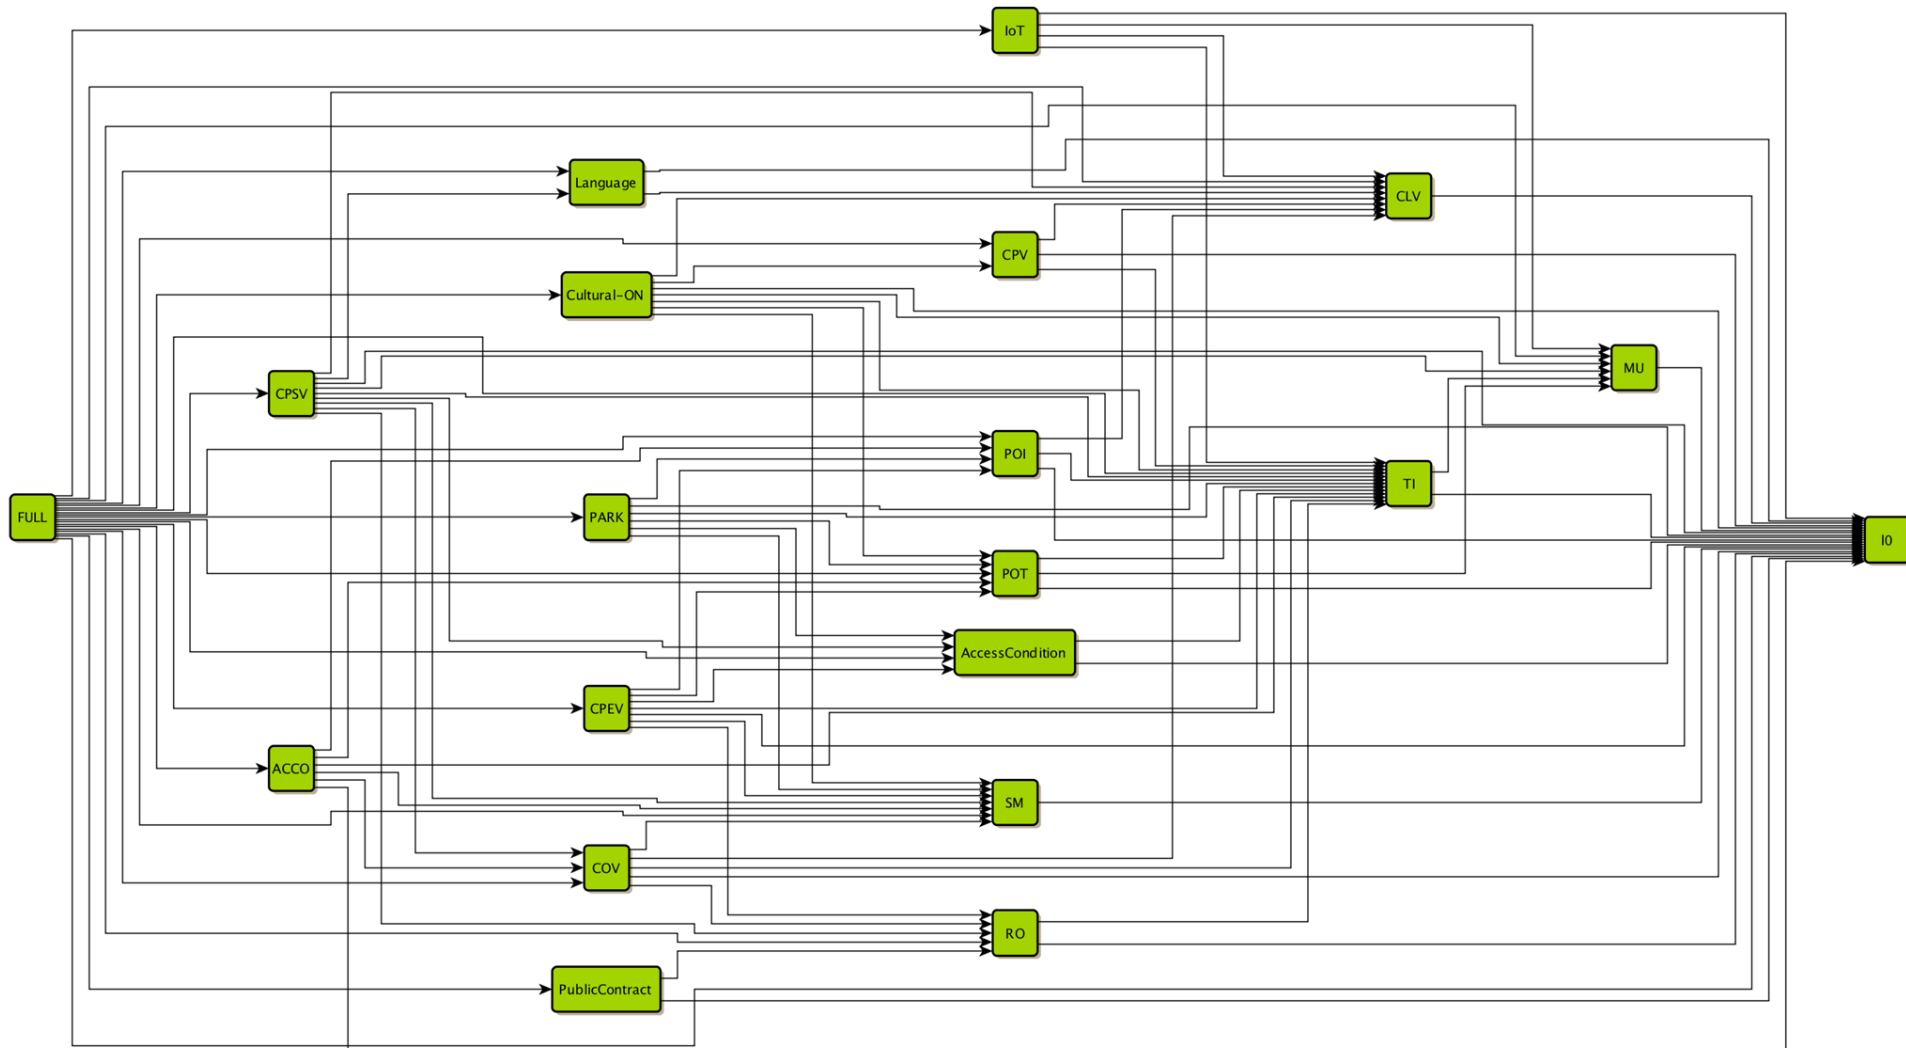 IoT
Language
CLV
CPV
Cultural-ON
MU
CPSV
POI
TI
FULL
PARK
I0
POT
AccessCondition
CPEV
ACCO
SM
COV
RO
PublicContract